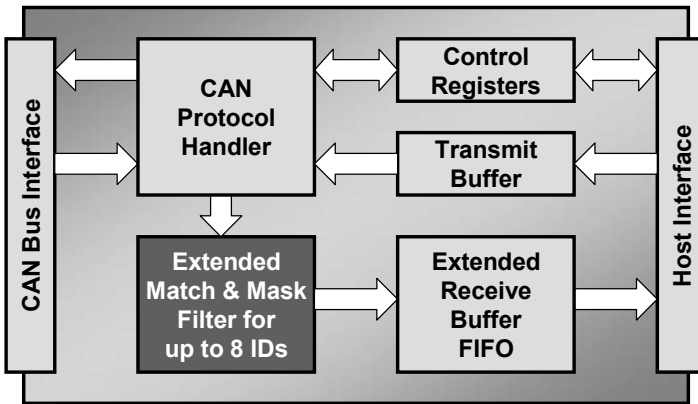 CAN Bus Interface
CAN
Protocol
Handler
Control
Registers
Transmit
Buffer
Extended
Match & Mask
Filter for
up to 8 IDs
Extended
Receive
Buffer
FIFO
Host Interface